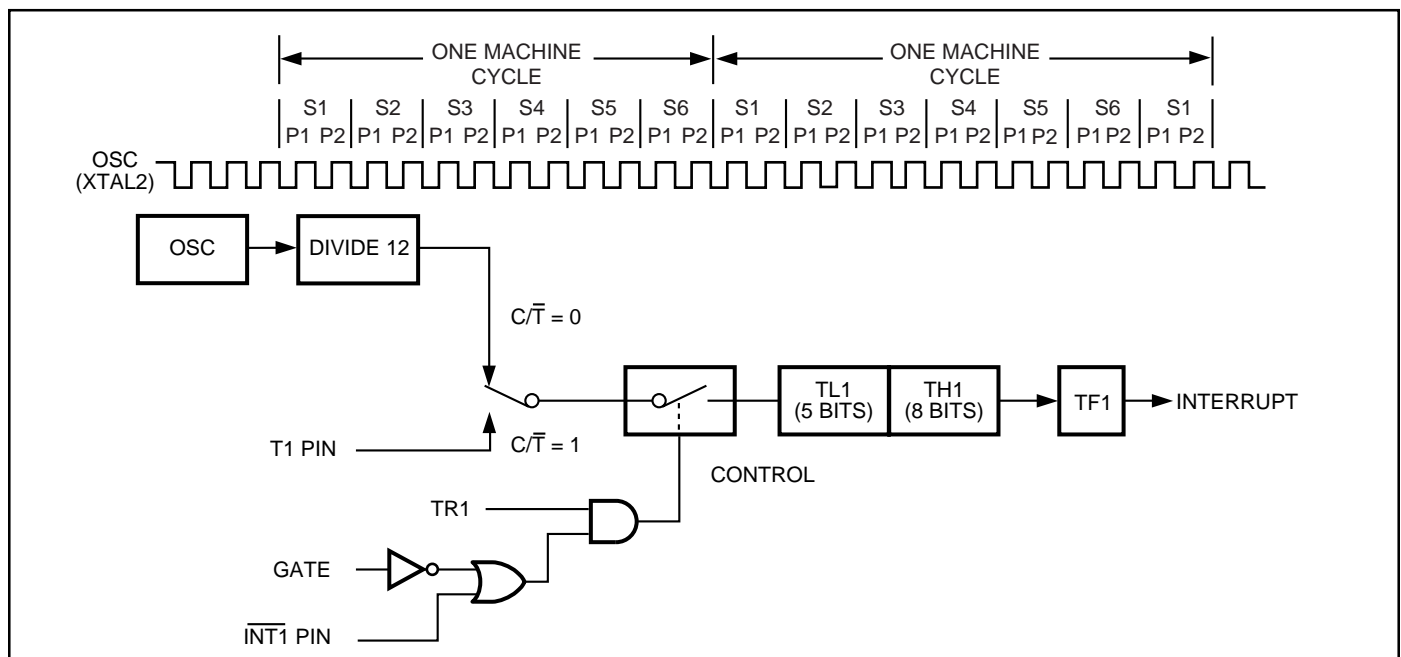 ONE MACHINE CYCLE
ONE MACHINE CYCLE
S1 S2 S3 S4 S5 S6 S1 S2 S3 S4 S5 S6 S1
P1 P2 P1 P2 P1 P2 P1 P2 P1 P2 P1 P2 P1 P2 P1 P2 P1 P2 P1 P2 P1 P2 P1 P2 P1 P2
OSC
(XTAL2)
OSC
DIVIDE 12
C/T̅ = 0
TL1
(5 BITS)
TH1
(8 BITS)
TF1
INTERRUPT
T1 PIN
C/T̅ = 1
CONTROL
TR1
GATE
I̅N̅T̅1̅ PIN